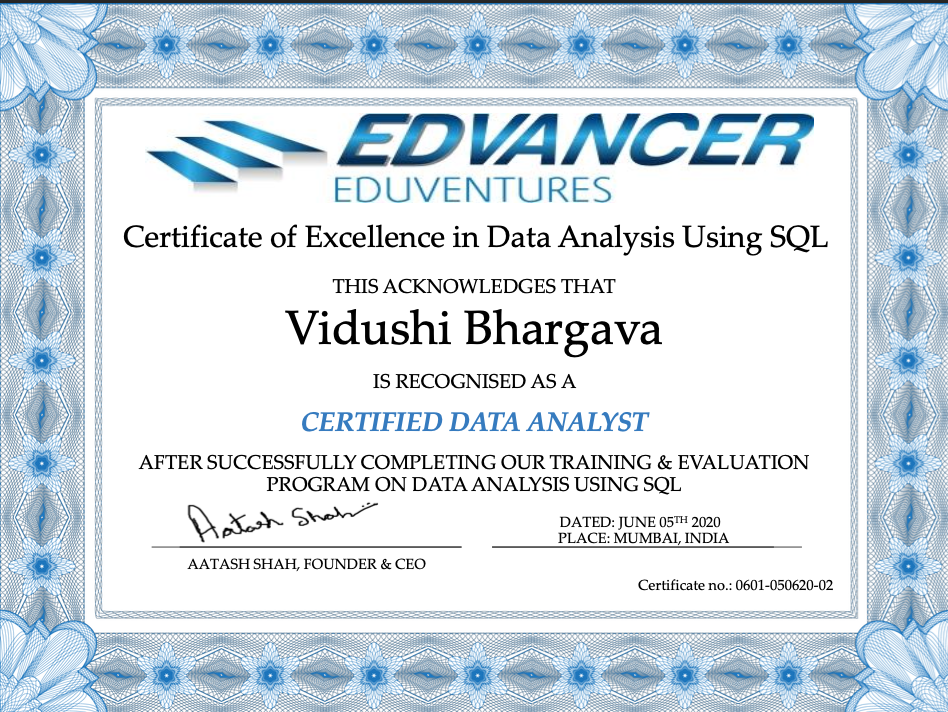 EDVANCER
EDUVENTURES
Certificate of Excellence in Data Analysis Using SQL
THIS ACKNOWLEDGES THAT
Vidushi Bhargava
IS RECOGNISED AS A
CERTIFIED DATA ANALYST
AFTER SUCCESSFULLY COMPLETING OUR TRAINING & EVALUATION
PROGRAM ON DATA ANALYSIS USING SQL
Aatash Shah
DATED: JUNE 05TH 2020
PLACE: MUMBAI, INDIA
AATASH SHAH, FOUNDER & CEO
Certificate no.: 0601-050620-02